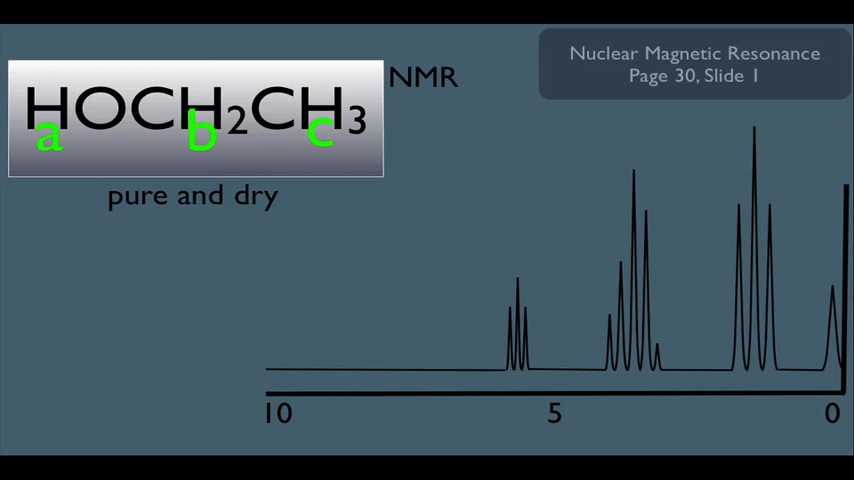 Nuclear Magnetic Resonance
Page 30, Slide 1
NMR
HOCH₂CH₃
a b c
pure and dry
10 5 0